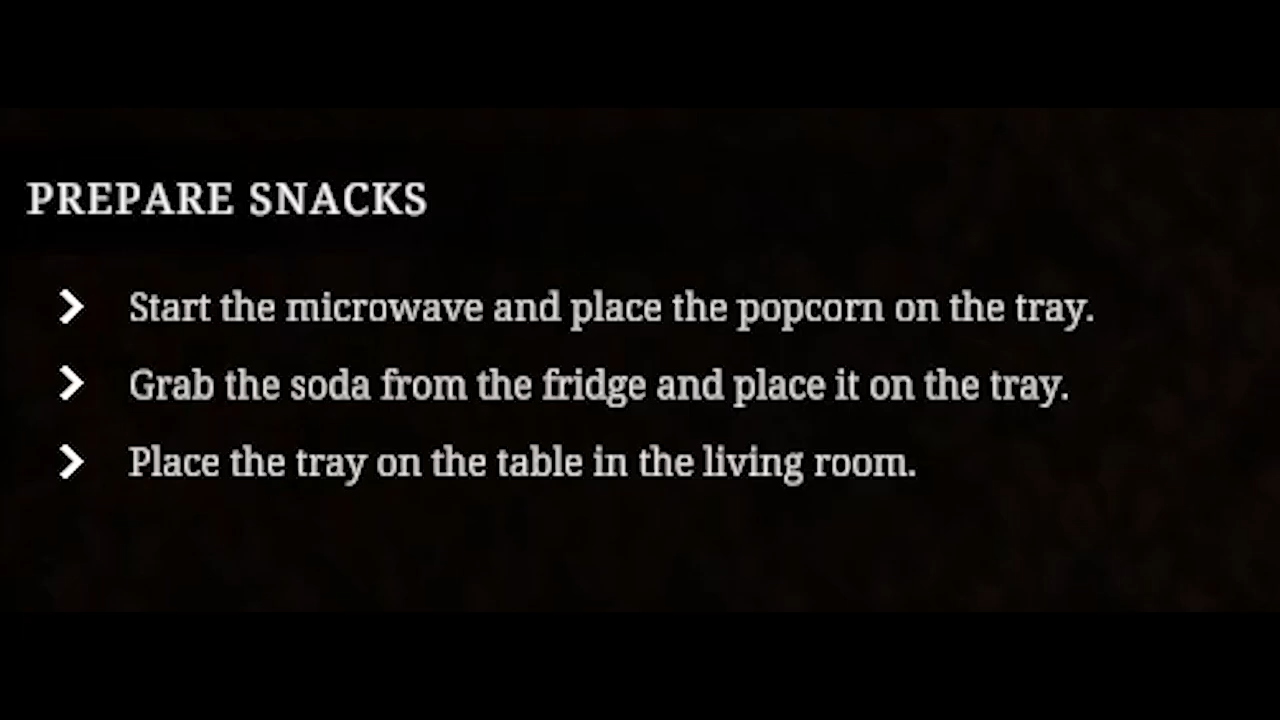 PREPARE SNACKS
Start the microwave and place the popcorn on the tray.
Grab the soda from the fridge and place it on the tray.
Place the tray on the table in the living room.